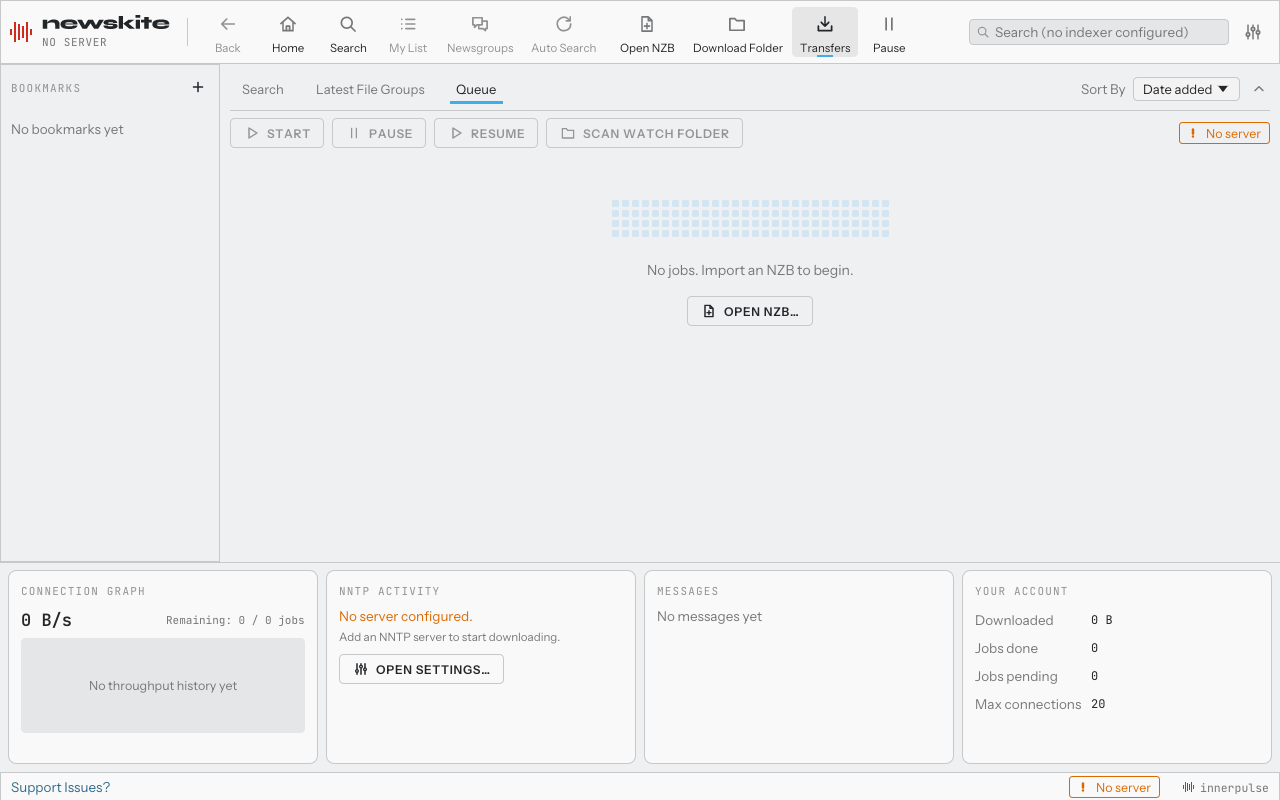 newskite
NO SERVER
Back
Home
Search
My List
Newsgroups
Auto Search
Open NZB
Download Folder
Transfers
Pause
Search (no indexer configured)
BOOKMARKS
No bookmarks yet
Search
Latest File Groups
Queue
Sort By
Date added
START
PAUSE
RESUME
SCAN WATCH FOLDER
No server
No jobs. Import an NZB to begin.
OPEN NZB...
CONNECTION GRAPH
0 B/s
Remaining: 0 / 0 jobs
No throughput history yet
NNTP ACTIVITY
No server configured.
Add an NNTP server to start downloading.
OPEN SETTINGS...
MESSAGES
No messages yet
YOUR ACCOUNT
Downloaded 0 B
Jobs done 0
Jobs pending 0
Max connections 20
Support Issues?
No server
innerpulse